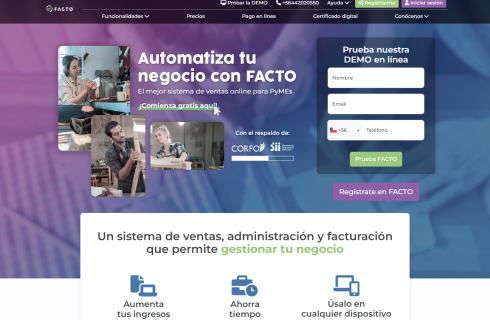 FACTO
Probar la DEMO
+56442020550
Ayuda
Registrarme
Iniciar sesión
Funcionalidades
Precios
Pago en línea
Certificado digital
Conócenos
Automatiza tu
negocio con FACTO
El mejor sistema de ventas online para PyMEs
¡Comienza gratis aquí!
Con el respaldo de:
CORFO
Sii
Prueba nuestra
DEMO en línea
Nombre
Email
+56
Teléfono
Prueba FACTO
Regístrate en FACTO
Un sistema de ventas, administración y facturación
que permite gestionar tu negocio
Aumenta
tus ingresos
Ahorra
tiempo
Úsalo en
cualquier dispositivo